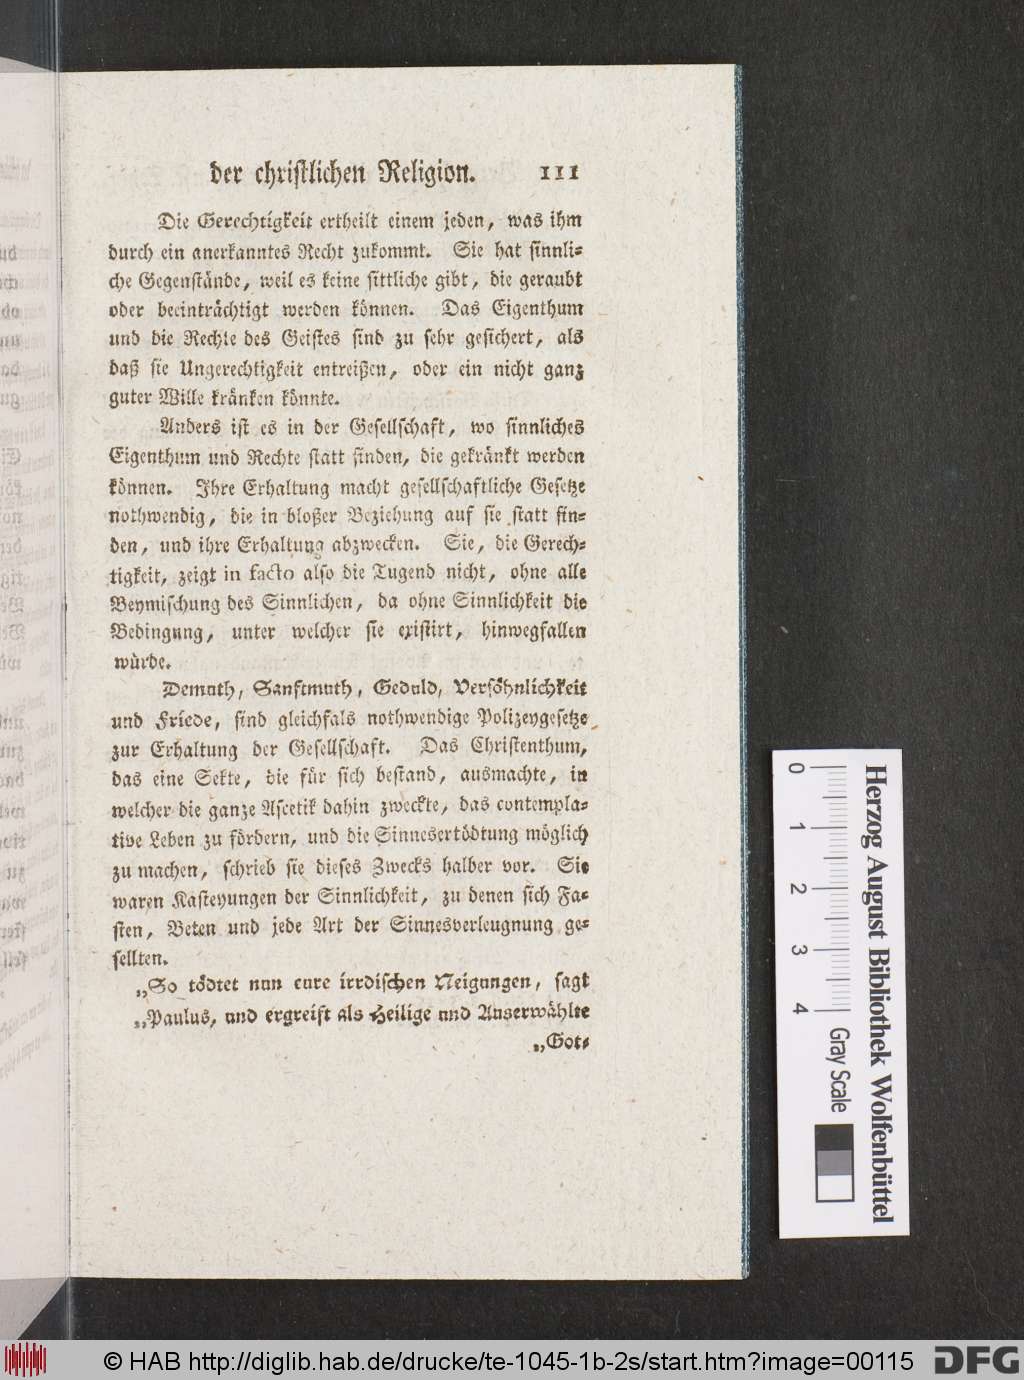 der christlichen Religion. 111
Die Gerechtigkeit ertheilt einem jeden, was ihm
durch ein anerkanntes Recht zukommt. Sie hat sinnli-
che Gegenstände, weil es keine sittliche gibt, die geraubt
oder beeinträchtigt werden können. Das Eigenthum
und die Rechte des Geistes sind zu sehr gesichert, als
daß sie Ungerechtigkeit entreißen, oder ein nicht ganz
guter Wille kränken könnte.
Anders ist es in der Gesellschaft, wo sinnliches
Eigenthum und Rechte statt finden, die gekränkt werden
können. Ihre Erhaltung macht gesellschaftliche Gesetze
nothwendig, die in bloßer Beziehung auf sie statt fin-
den, und ihre Erhaltung abzwecken. Sie, die Gerech-
tigkeit, zeigt in facto also die Tugend nicht, ohne alle
Beymischung des Sinnlichen, da ohne Sinnlichkeit die
Bedingung, unter welcher sie existirt, hinwegfallen
würde.
Demuth, Sanftmuth, Geduld, Versöhnlichkeit
und Friede, sind gleichfals nothwendige Polizeygesetze
zur Erhaltung der Gesellschaft. Das Christenthum,
das eine Sekte, die für sich bestand, ausmachte, in
welcher die ganze Ascetik dahin zweckte, das contempla-
tive Leben zu fördern, und die Sinnesertödtung möglich
zu machen, schrieb sie dieses Zwecks halber vor. Sie
waren Kasteyungen der Sinnlichkeit, zu denen sich Fa-
sten, Beten und jede Art der Sinnesverleugnung ge-
sellten.
„So tödtet nun eure irrdischen Neigungen, sagt
„Paulus, und ergreift als Heilige und Auserwählte
„Got-
0 1 2 3 4 Gray Scale
Herzog August Bibliothek Wolfenbüttel
© HAB http://diglib.hab.de/drucke/te-1045-1b-2s/start.htm?image=00115 DFG